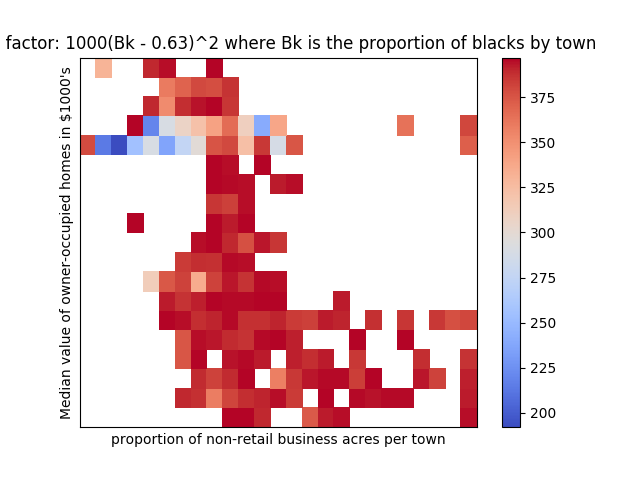 factor: 1000(Bk - 0.63)^2 where Bk is the proportion of blacks by town
Median value of owner-occupied homes in $1000's
proportion of non-retail business acres per town
375
350
325
300
275
250
225
200